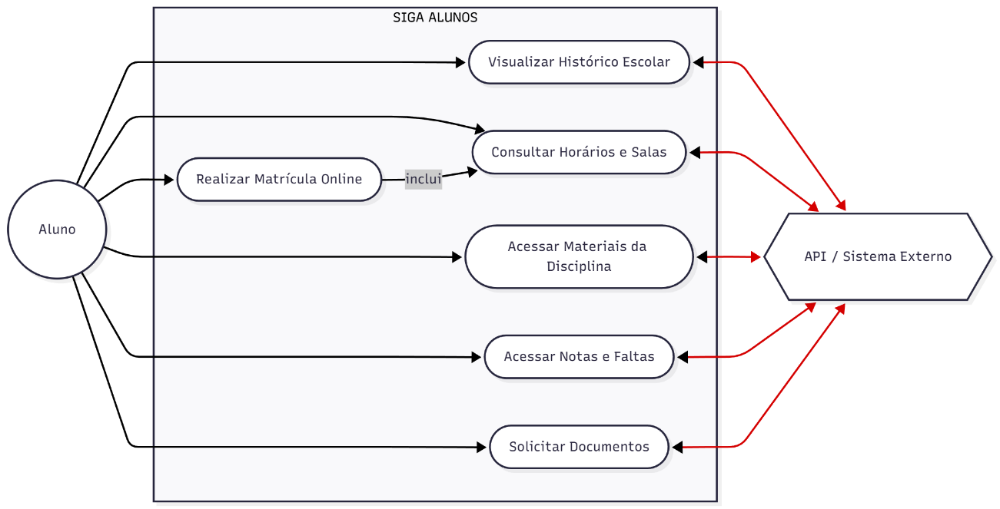 SIGA ALUNOS
Visualizar Histórico Escolar
Consultar Horários e Salas
Realizar Matrícula Online
inclui
Aluno
Acessar Materiais da
Disciplina
API / Sistema Externo
Acessar Notas e Faltas
Solicitar Documentos